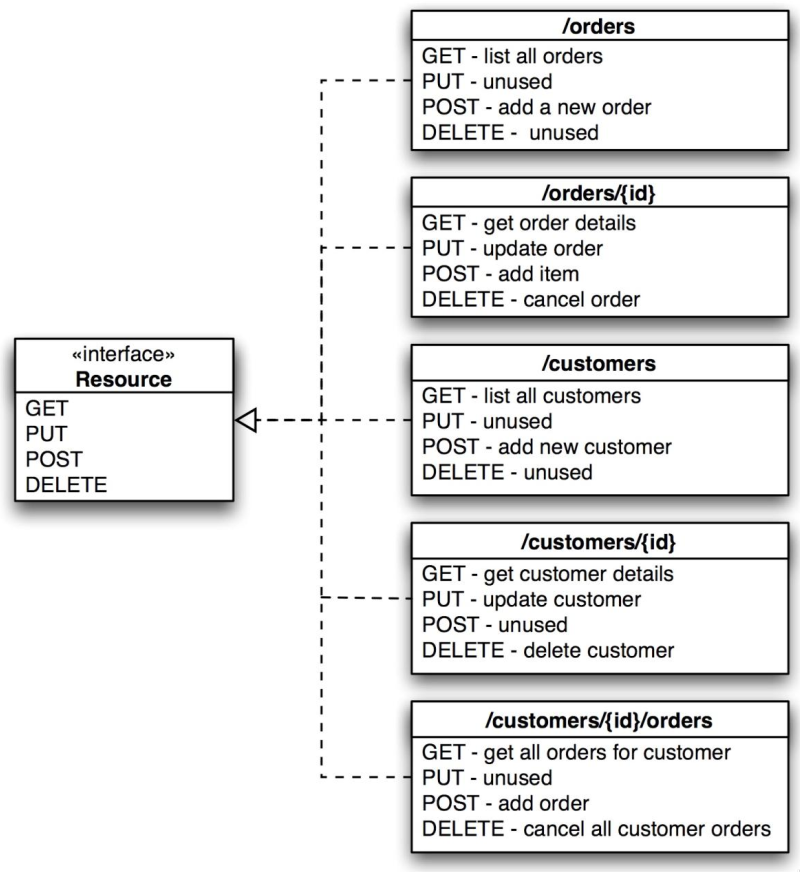 /orders
GET - list all orders
PUT - unused
POST - add a new order
DELETE -  unused
/orders/{id}
GET - get order details
PUT - update order
POST - add item
DELETE - cancel order
«interface»
Resource
GET
PUT
POST
DELETE
/customers
GET - list all customers
PUT - unused
POST - add new customer
DELETE - unused
/customers/{id}
GET - get customer details
PUT - update customer
POST - unused
DELETE - delete customer
/customers/{id}/orders
GET - get all orders for customer
PUT - unused
POST - add order
DELETE - cancel all customer orders